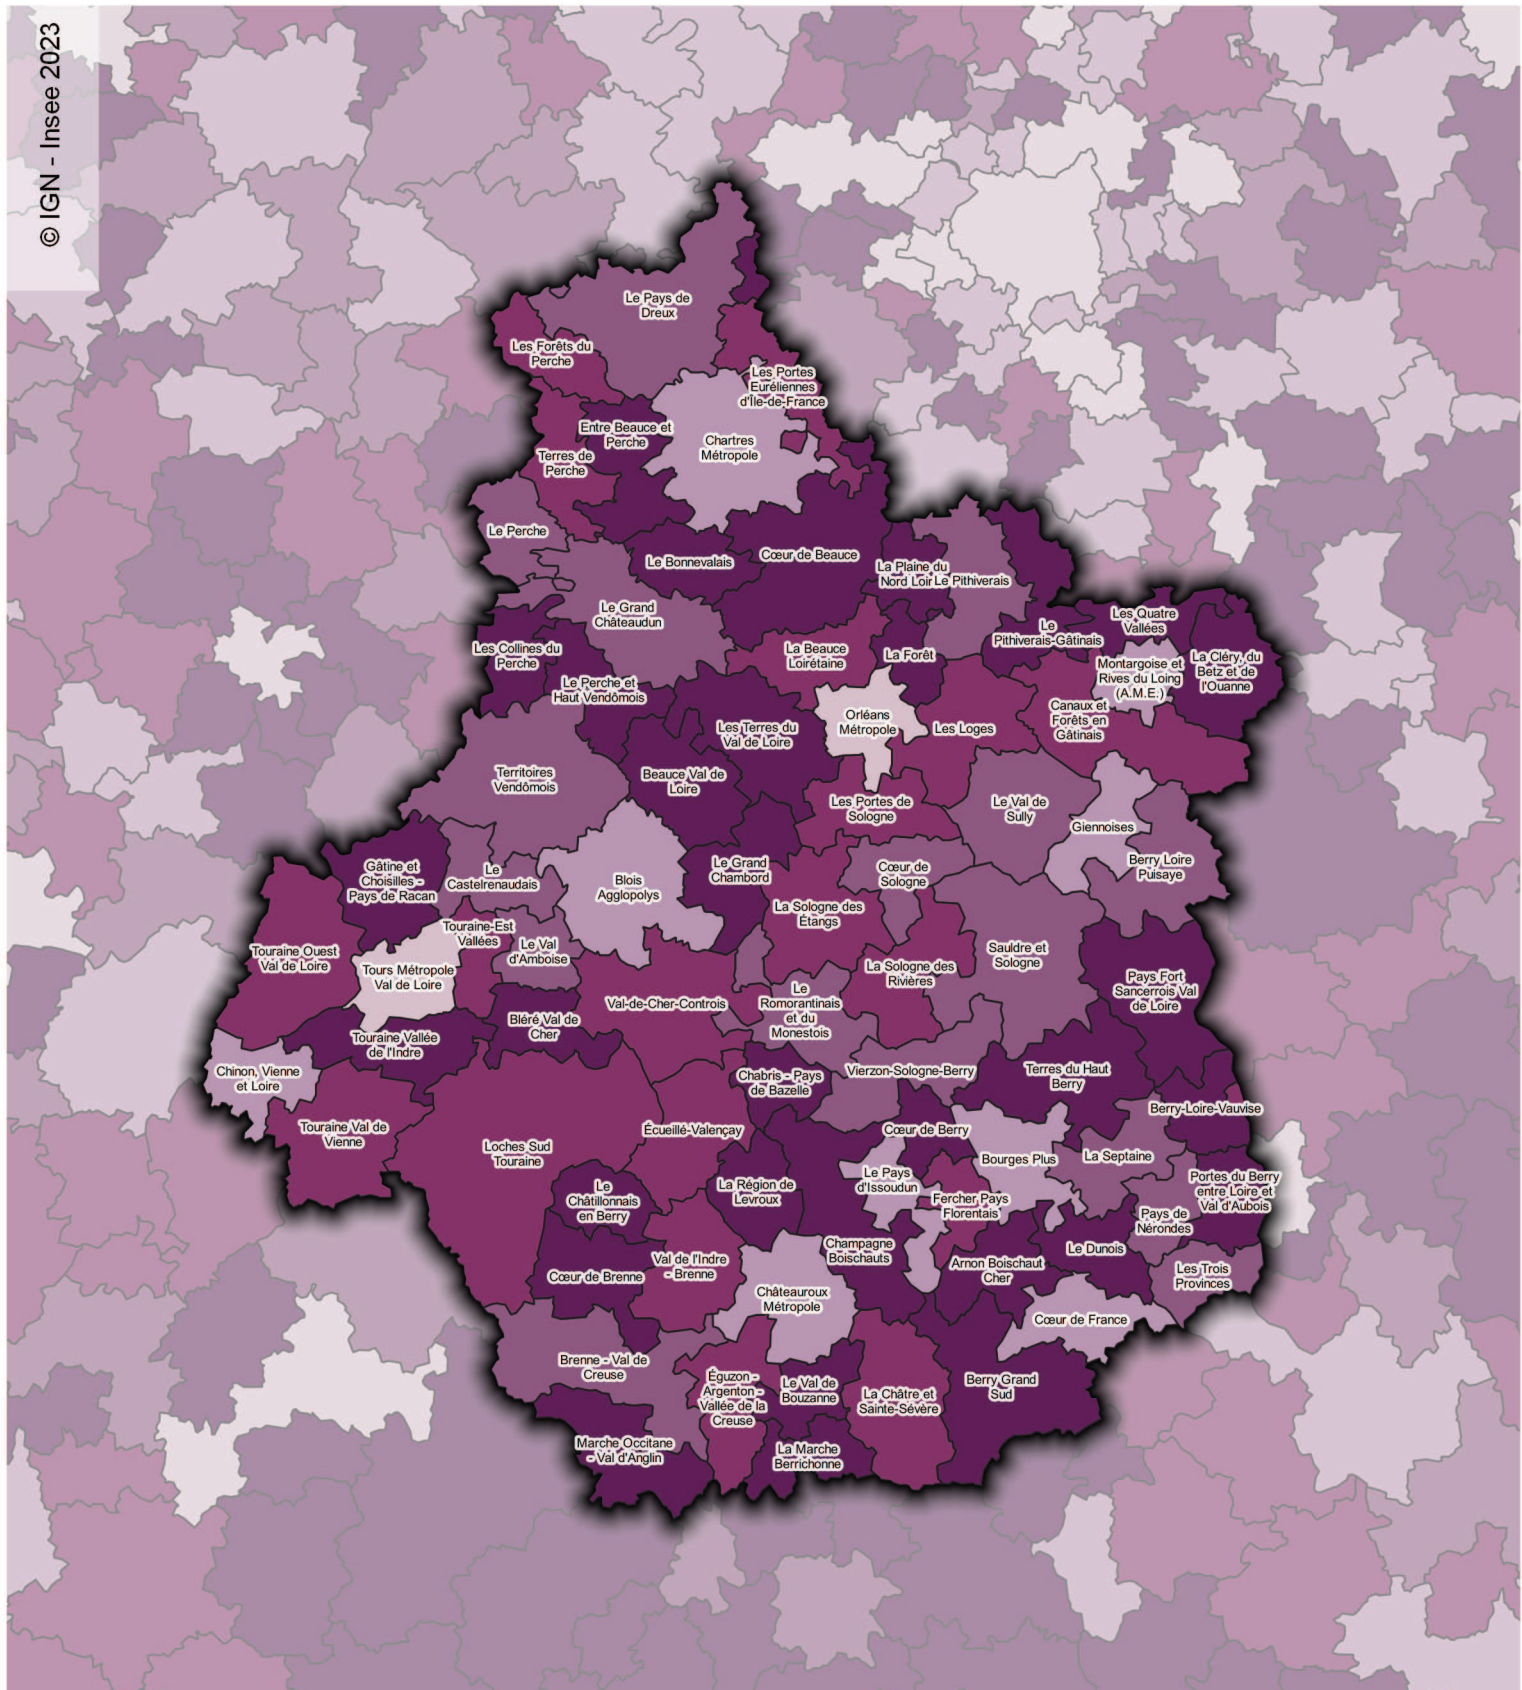 © IGN - Insee 2023
Le Pays de
Dreux
Les Forêts du
Perche
Les Portes
Euréliennes
d'Île-de-France
Entre Beauce et
Perche
Chartres
Métropole
Terres de
Perche
Le Perche
Le Bonnevalais
Cœur de Beauce
La Plaine du
Nord Loir
Le Pithiverais
Le Grand
Châteaudun
Les Quatre
Vallées
Le
Pithiverais-Gâtinais
Les Collines du
Perche
La Beauce
Loirétaine
La Forêt
Montargoise et
Rives du Loing
(A.M.E.)
La Cléry, du
Betz et de
l'Ouanne
Le Perche et
Haut Vendômois
Canaux et
Forêts en
Gâtinais
Orléans
Métropole
Les Loges
Les Terres du
Val de Loire
Territoires
Vendômois
Beauce Val de
Loire
Les Portes de
Sologne
Le Val de
Sully
Giennoises
Berry Loire
Puisaye
Gâtine et
Choisilles -
Pays de Racan
Le
Castelrenaudais
Blois
Agglopolys
Le Grand
Chambord
Cœur de
Sologne
La Sologne des
Étangs
Touraine-Est
Vallées
Le Val
d'Amboise
Touraine Ouest
Val de Loire
Tours Métropole
Val de Loire
Sauldre et
Sologne
La Sologne des
Rivières
Pays Fort
Sancerrois Val
de Loire
Val-de-Cher-Controis
Le
Romorantinais
et du
Monestois
Bléré Val de
Cher
Touraine Vallée
de l'Indre
Chinon, Vienne
et Loire
Chabris - Pays
de Bazelle
Vierzon-Sologne-Berry
Terres du Haut
Berry
Berry-Loire-Vauvise
Touraine Val de
Vienne
Loches Sud
Touraine
Écueillé-Valençay
Cœur de Berry
Bourges Plus
La Septaine
Le Pays
d'Issoudun
La Région de
Levroux
Fercher Pays
Florentais
Portes du Berry
entre Loire et
Val d'Aubois
Le
Châtillonnais
en Berry
Pays de
Nérondes
Champagne
Boischauts
Le Dunois
Val de l'Indre
- Brenne
Cœur de Brenne
Arnon Boischaut
Cher
Les Trois
Provinces
Châteauroux
Métropole
Cœur de France
Brenne - Val de
Creuse
Éguzon -
Argenton -
Vallée de la
Creuse
Le Val de
Bouzanne
La Châtre et
Sainte-Sévère
Berry Grand
Sud
Marche Occitane
- Val d'Anglin
La Marche
Berrichonne